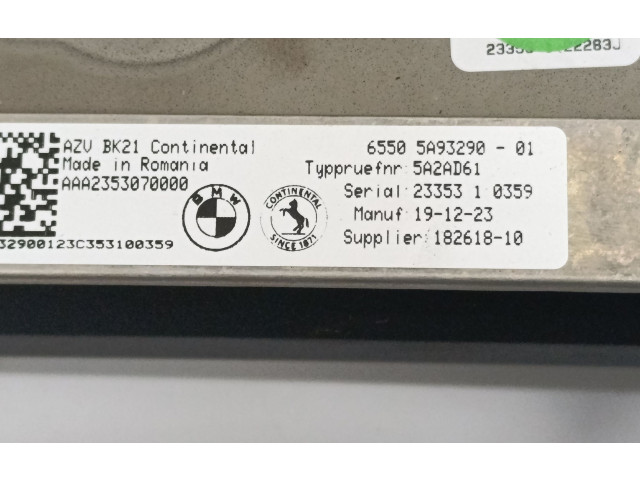 AZV BK21 Continental
Made in Romania
AAA2353070000
32900123C353100359
BMW
CONTINENTAL
SINCE 1871
6550 5A93290 - 01
Typpruefnr: 5A2AD61
Serial: 23353 1 0359
Manuf: 19-12-23
Supplier: 182618-10